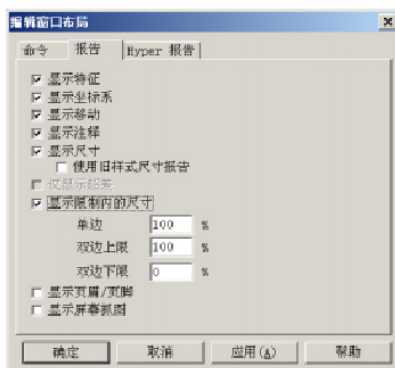 编辑窗口布局
命令 报告 Hyper 报告
显示特征
显示坐标系
显示移动
显示注释
显示尺寸
使用旧样式尺寸报告
仅显示超差
显示限制内的尺寸
单边 100 %
双边上限 100 %
双边下限 0 %
显示页眉/页脚
显示屏幕抓图
确定 取消 应用(A) 帮助